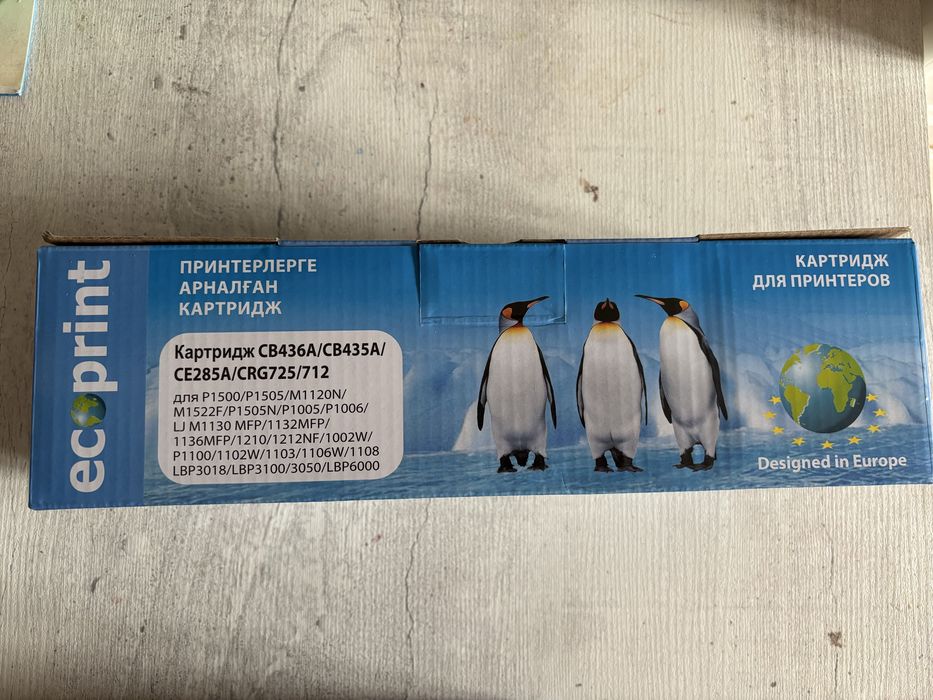 ecoprint
ПРИНТЕРЛЕРГЕ
АРНАЛҒАН
КАРТРИДЖ
Картридж CB436A/CB435A/
CE285A/CRG725/712
для P1500/P1505/M1120N/
M1522F/P1505N/P1005/P1006/
LJ M1130 MFP/1132MFP/
1136MFP/1210/1212NF/1002W/
P1100/1102W/1103/1106W/1108
LBP3018/LBP3100/3050/LBP6000
КАРТРИДЖ
ДЛЯ ПРИНТЕРОВ
Designed in Europe